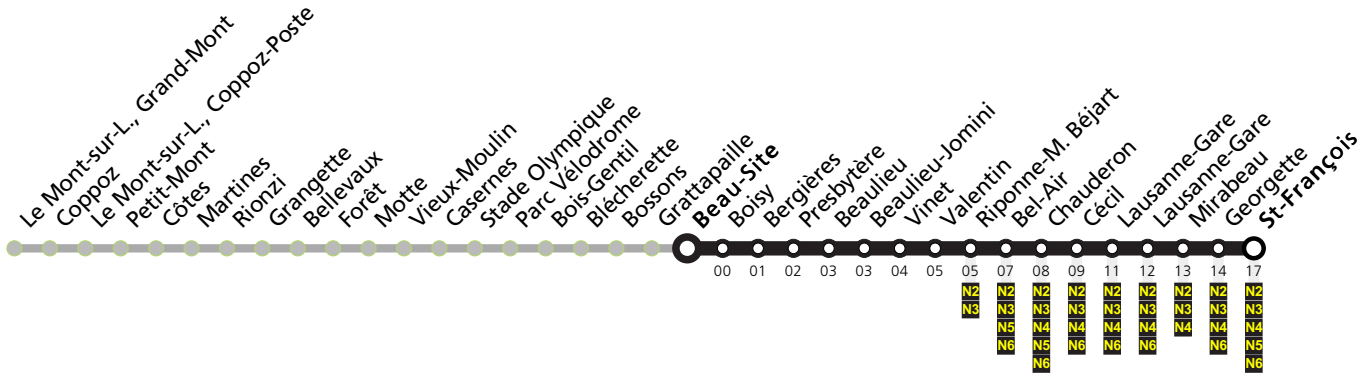 Le Mont-sur-L., Grand-Mont
Coppoz
Le Mont-sur-L., Coppoz-Poste
Petit-Mont
Côtes
Martines
Rionzi
Grangette
Bellevaux
Forêt
Motte
Vieux-Moulin
Casernes
Stade Olympique
Parc Vélodrome
Bois-Gentil
Blécherette
Bossons
Grattapaille
Beau-Site
Boisy
Bergières
Presbytère
Beaulieu
Beaulieu-Jomini
Vinet
Valentin
Riponne-M. Béjart
Bel-Air
Chauderon
Cécil
Lausanne-Gare
Lausanne-Gare
Mirabeau
Georgette
St-François
00 01 02 03 03 04 05 05 07 08 09 11 12 13 14 17
N2 N2 N2 N2 N2 N2 N2 N2 N2
N3 N3 N3 N3 N3 N3 N3 N3 N3
N5 N4 N4 N4 N4 N4 N4 N4
N6 N5 N6 N6 N6 N6 N5
N6 N6